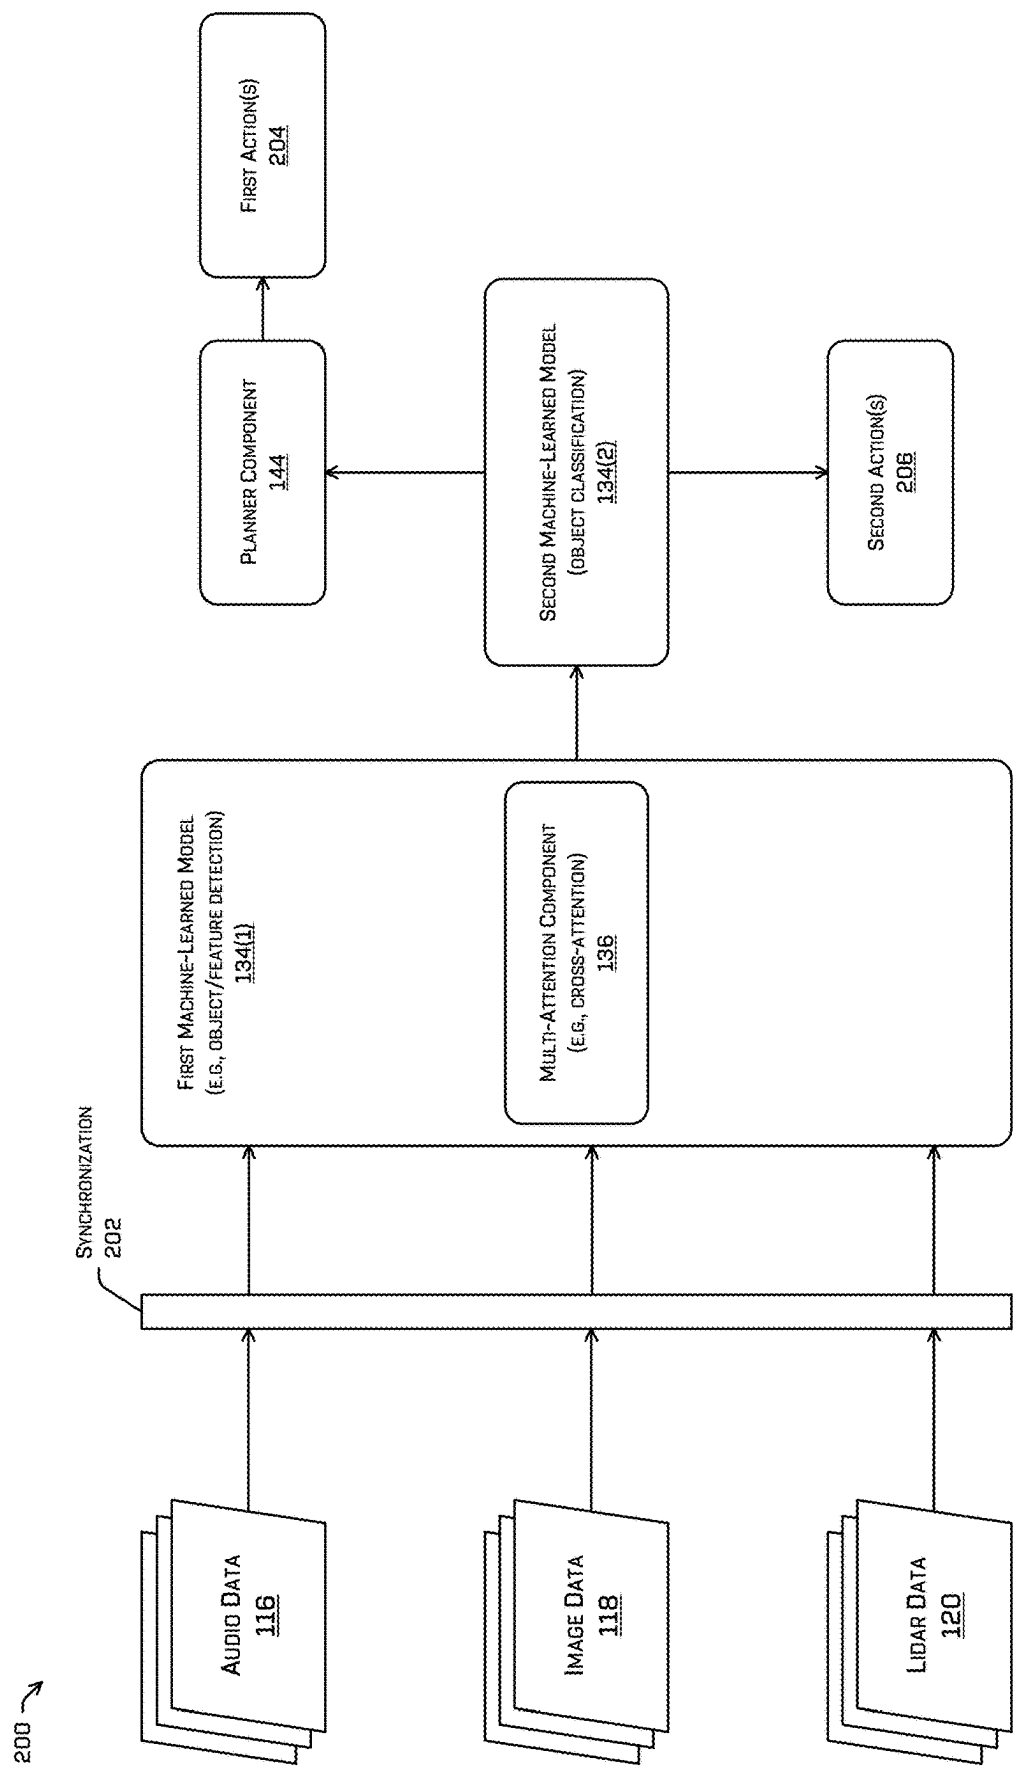 200
AUDIO DATA
116
IMAGE DATA
118
LIDAR DATA
120
SYNCHRONIZATION
202
FIRST MACHINE-LEARNED MODEL
(E.G., OBJECT/FEATURE DETECTION)
134(1)
MULTI-ATTENTION COMPONENT
(E.G., CROSS-ATTENTION)
136
SECOND MACHINE-LEARNED MODEL
(OBJECT CLASSIFICATION)
134(2)
PLANNER COMPONENT
144
FIRST ACTION(S)
204
SECOND ACTION(S)
206